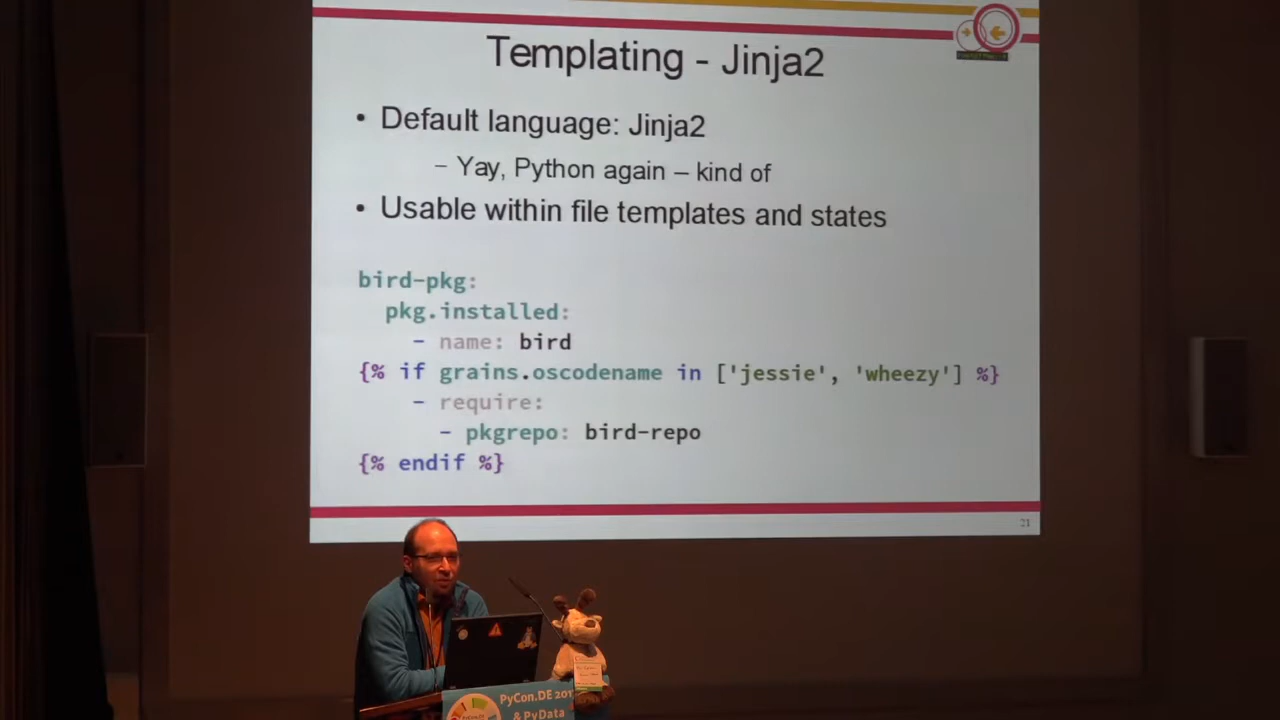 Templating - Jinja2
• Default language: Jinja2
– Yay, Python again – kind of
• Usable within file templates and states
bird-pkg:
pkg.installed:
- name: bird
{% if grains.oscodename in ['jessie', 'wheezy'] %}
- require:
- pkgrepo: bird-repo
{% endif %}
21
PyCon.DE 201
& PyData